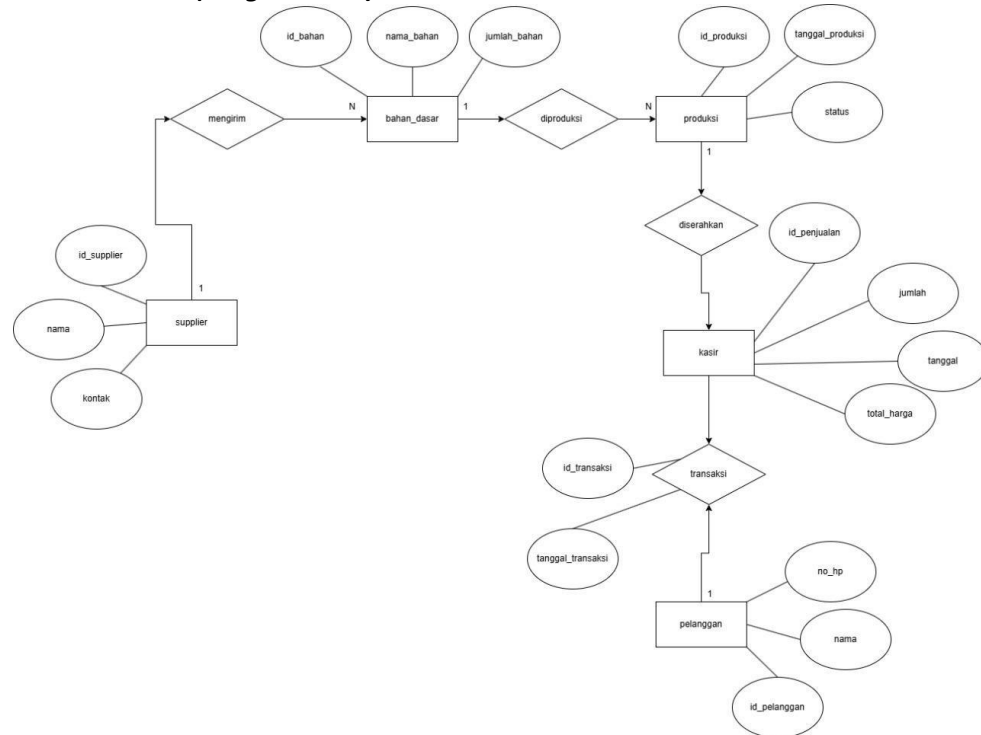 id_bahan
nama_bahan
jumlah_bahan
id_produksi
tanggal_produksi
mengirim
N
bahan_dasar
1
diproduksi
N
produksi
status
1
diserahkan
id_penjualan
id_supplier
1
jumlah
nama
supplier
kasir
tanggal
kontak
total_harga
id_transaksi
transaksi
tanggal_transaksi
no_hp
1
pelanggan
nama
id_pelanggan